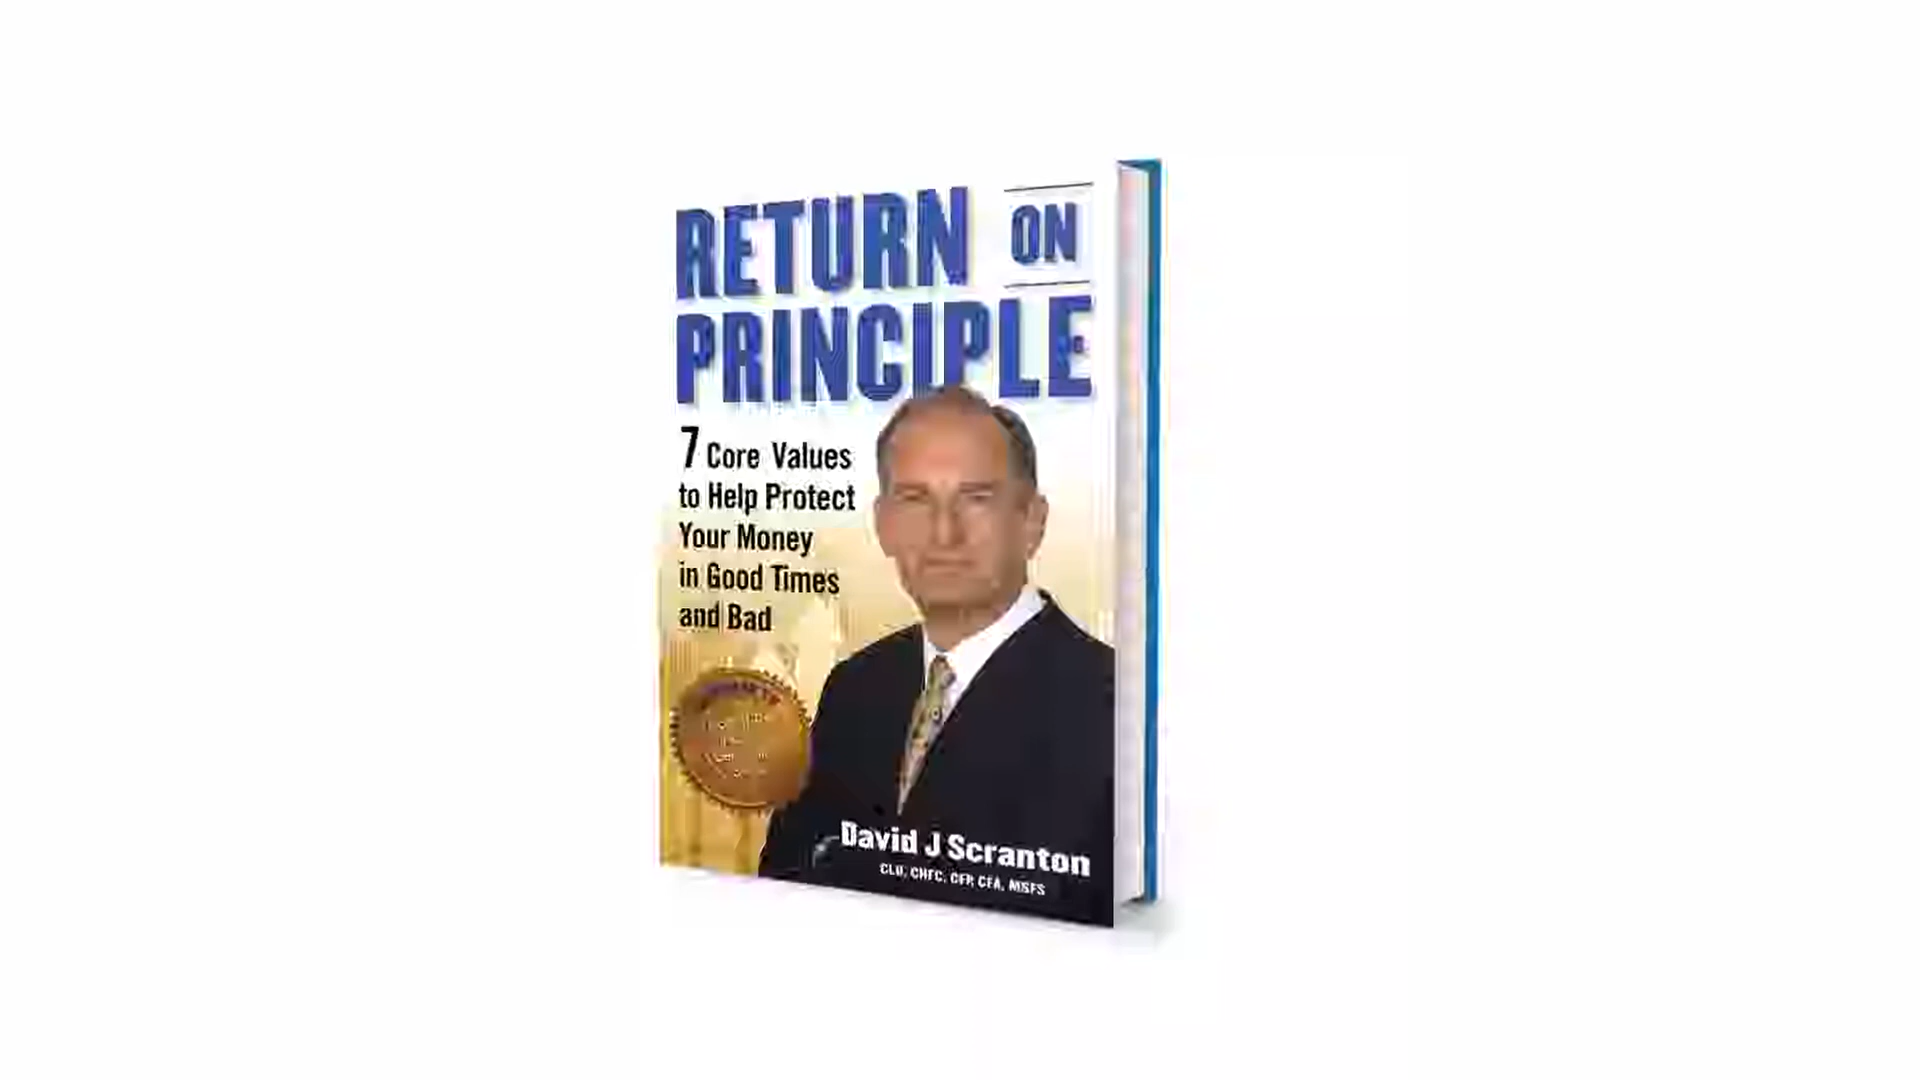 RETURN ON
PRINCIPLE
7 Core Values
to Help Protect
Your Money
in Good Times
and Bad
David J Scranton
CLU, CHFC, CFP, CFA, MSFS